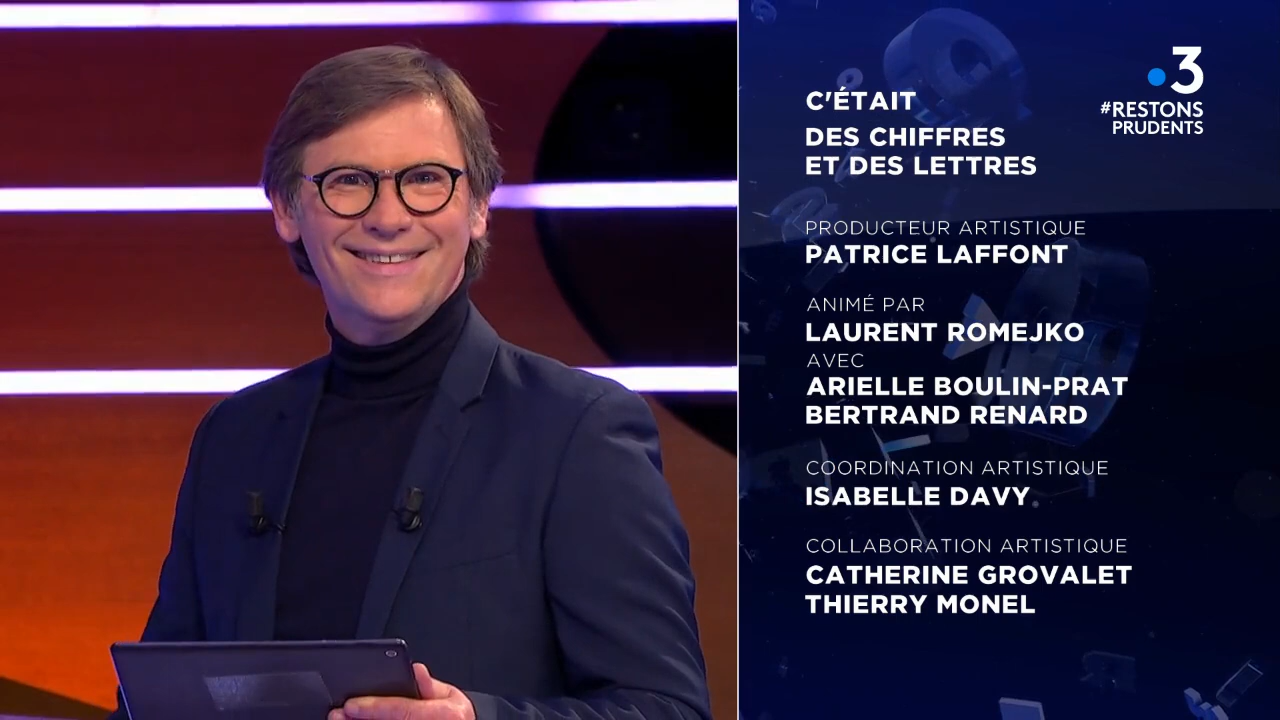 C'ÉTAIT
DES CHIFFRES
ET DES LETTRES
3
#RESTONS
PRUDENTS
PRODUCTEUR ARTISTIQUE
PATRICE LAFFONT
ANIMÉ PAR
LAURENT ROMEJKO
AVEC
ARIELLE BOULIN-PRAT
BERTRAND RENARD
COORDINATION ARTISTIQUE
ISABELLE DAVY
COLLABORATION ARTISTIQUE
CATHERINE GROVALET
THIERRY MONEL